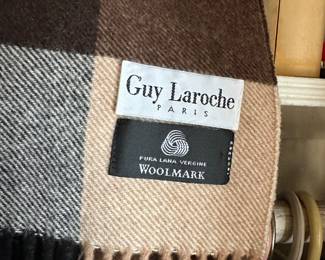 Guy Laroche
PARIS
PURA LANA VERGINE
WOOLMARK